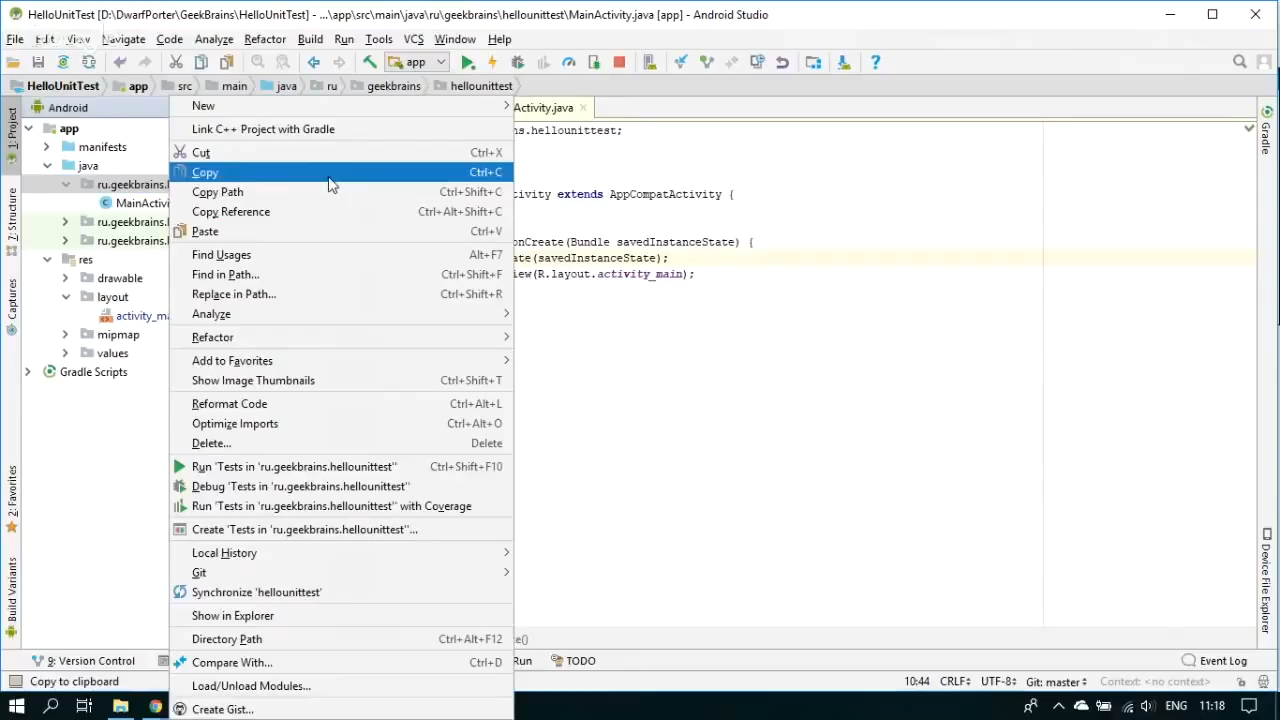 HelloUnitTest [D:\DwarfPorter\GeekBrains\HelloUnitTest] - ...\app\src\main\java\ru\geekbrains\hellounittest\MainActivity.java [app] - Android Studio
File Edit View Navigate Code Analyze Refactor Build Run Tools VCS Window Help
app
HelloUnitTest app src main java ru geekbrains hellounittest
Android
Activity.java
1: Project
7: Structure
Captures
2: Favorites
Build Variants
app
manifests
java
ru.geekbrains.
MainActivi
ru.geekbrains.
ru.geekbrains.
res
drawable
layout
activity_ma
mipmap
values
Gradle Scripts
New
Link C++ Project with Gradle
Cut Ctrl+X
Copy Ctrl+C
Copy Path Ctrl+Shift+C
Copy Reference Ctrl+Alt+Shift+C
Paste Ctrl+V
Find Usages Alt+F7
Find in Path... Ctrl+Shift+F
Replace in Path... Ctrl+Shift+R
Analyze
Refactor
Add to Favorites
Show Image Thumbnails Ctrl+Shift+T
Reformat Code Ctrl+Alt+L
Optimize Imports Ctrl+Alt+O
Delete... Delete
Run 'Tests in 'ru.geekbrains.hellounittest'' Ctrl+Shift+F10
Debug 'Tests in 'ru.geekbrains.hellounittest''
Run 'Tests in 'ru.geekbrains.hellounittest'' with Coverage
Create 'Tests in 'ru.geekbrains.hellounittest''...
Local History
Git
Synchronize 'hellounittest'
Show in Explorer
Directory Path Ctrl+Alt+F12
Compare With... Ctrl+D
Load/Unload Modules...
Create Gist...
ns.hellounittest;
tivity extends AppCompatActivity {
onCreate(Bundle savedInstanceState) {
ate(savedInstanceState);
iew(R.layout.activity_main);
Gradle
Device File Explorer
te()
9: Version Control
Run
TODO
Event Log
Copy to clipboard
10:44 CRLF UTF-8 Git: master Context: <no context>
ENG 11:18